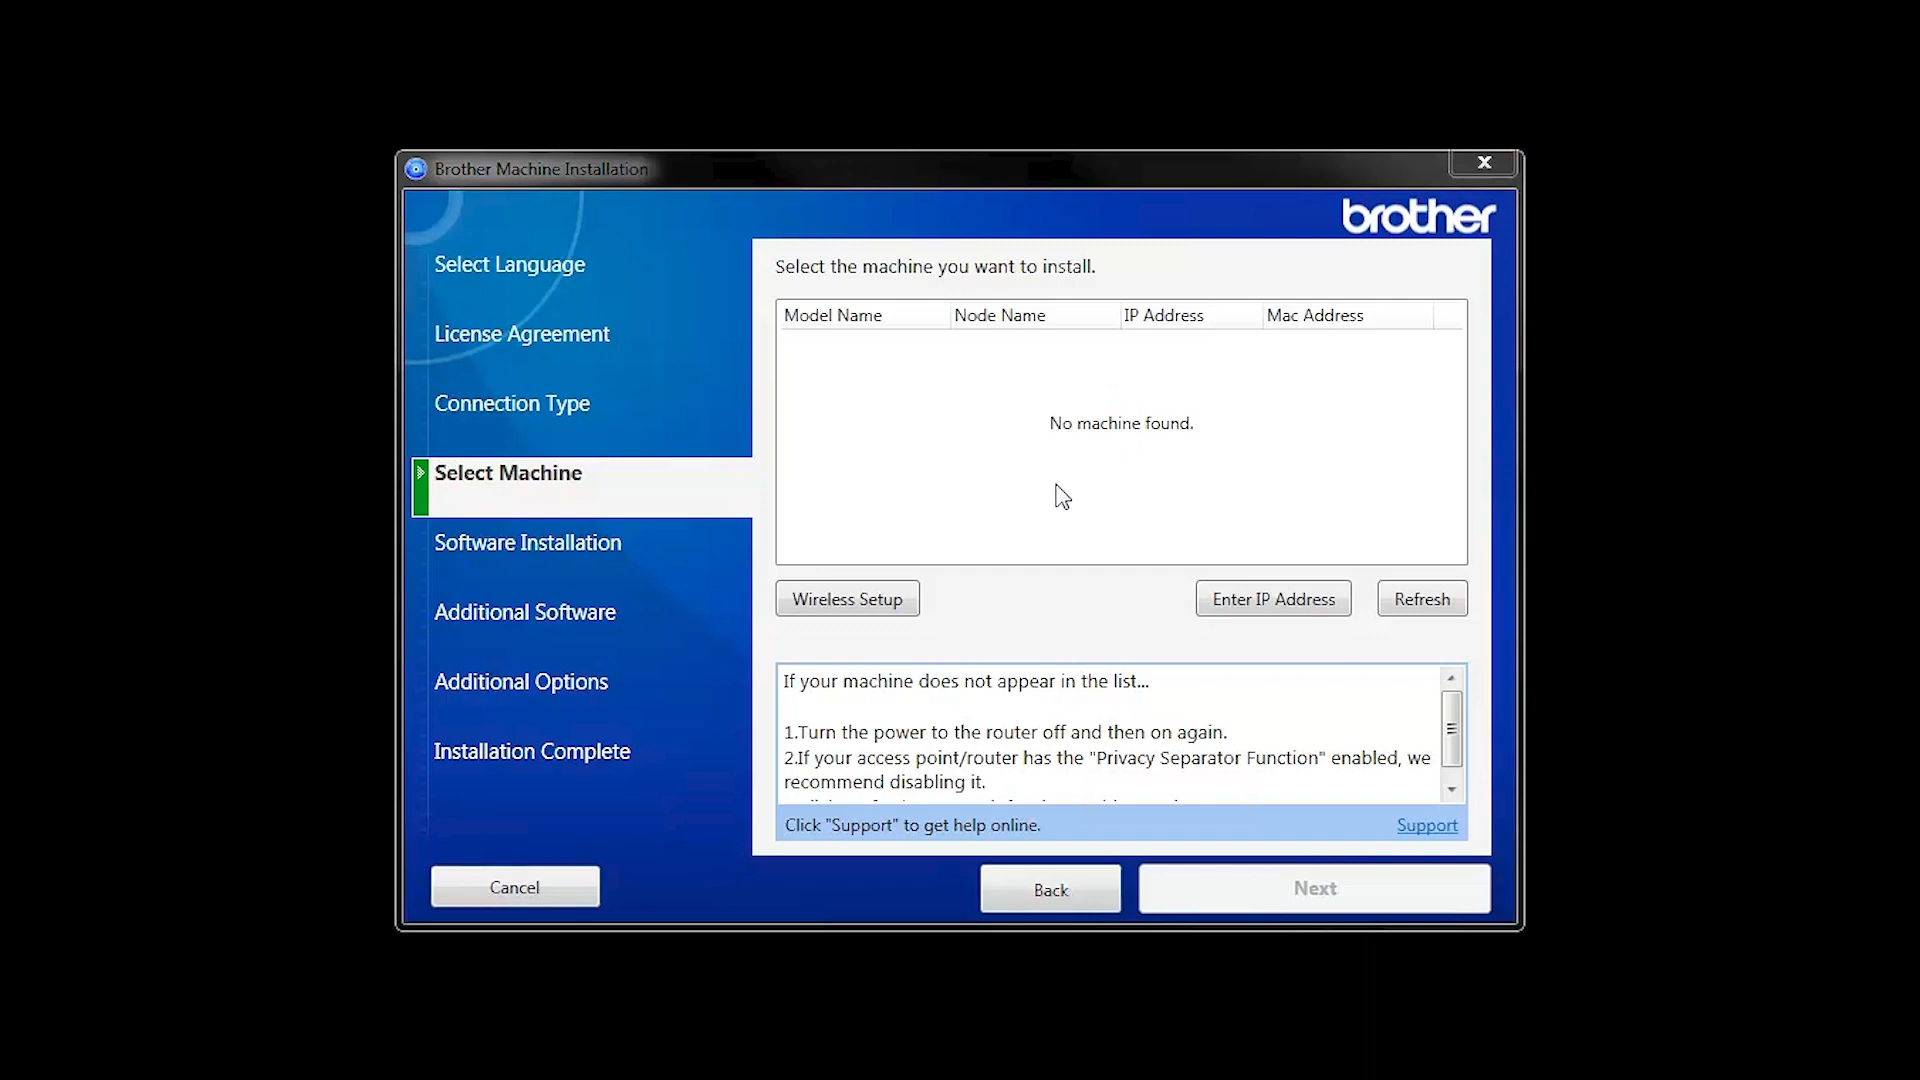 Brother Machine Installation
X
brother
Select Language
License Agreement
Connection Type
Select Machine
Software Installation
Additional Software
Additional Options
Installation Complete
Select the machine you want to install.
Model Name Node Name IP Address Mac Address
No machine found.
Wireless Setup Enter IP Address Refresh
If your machine does not appear in the list...
1.Turn the power to the router off and then on again.
2.If your access point/router has the "Privacy Separator Function" enabled, we
recommend disabling it.
Click "Support" to get help online. Support
Cancel Back Next